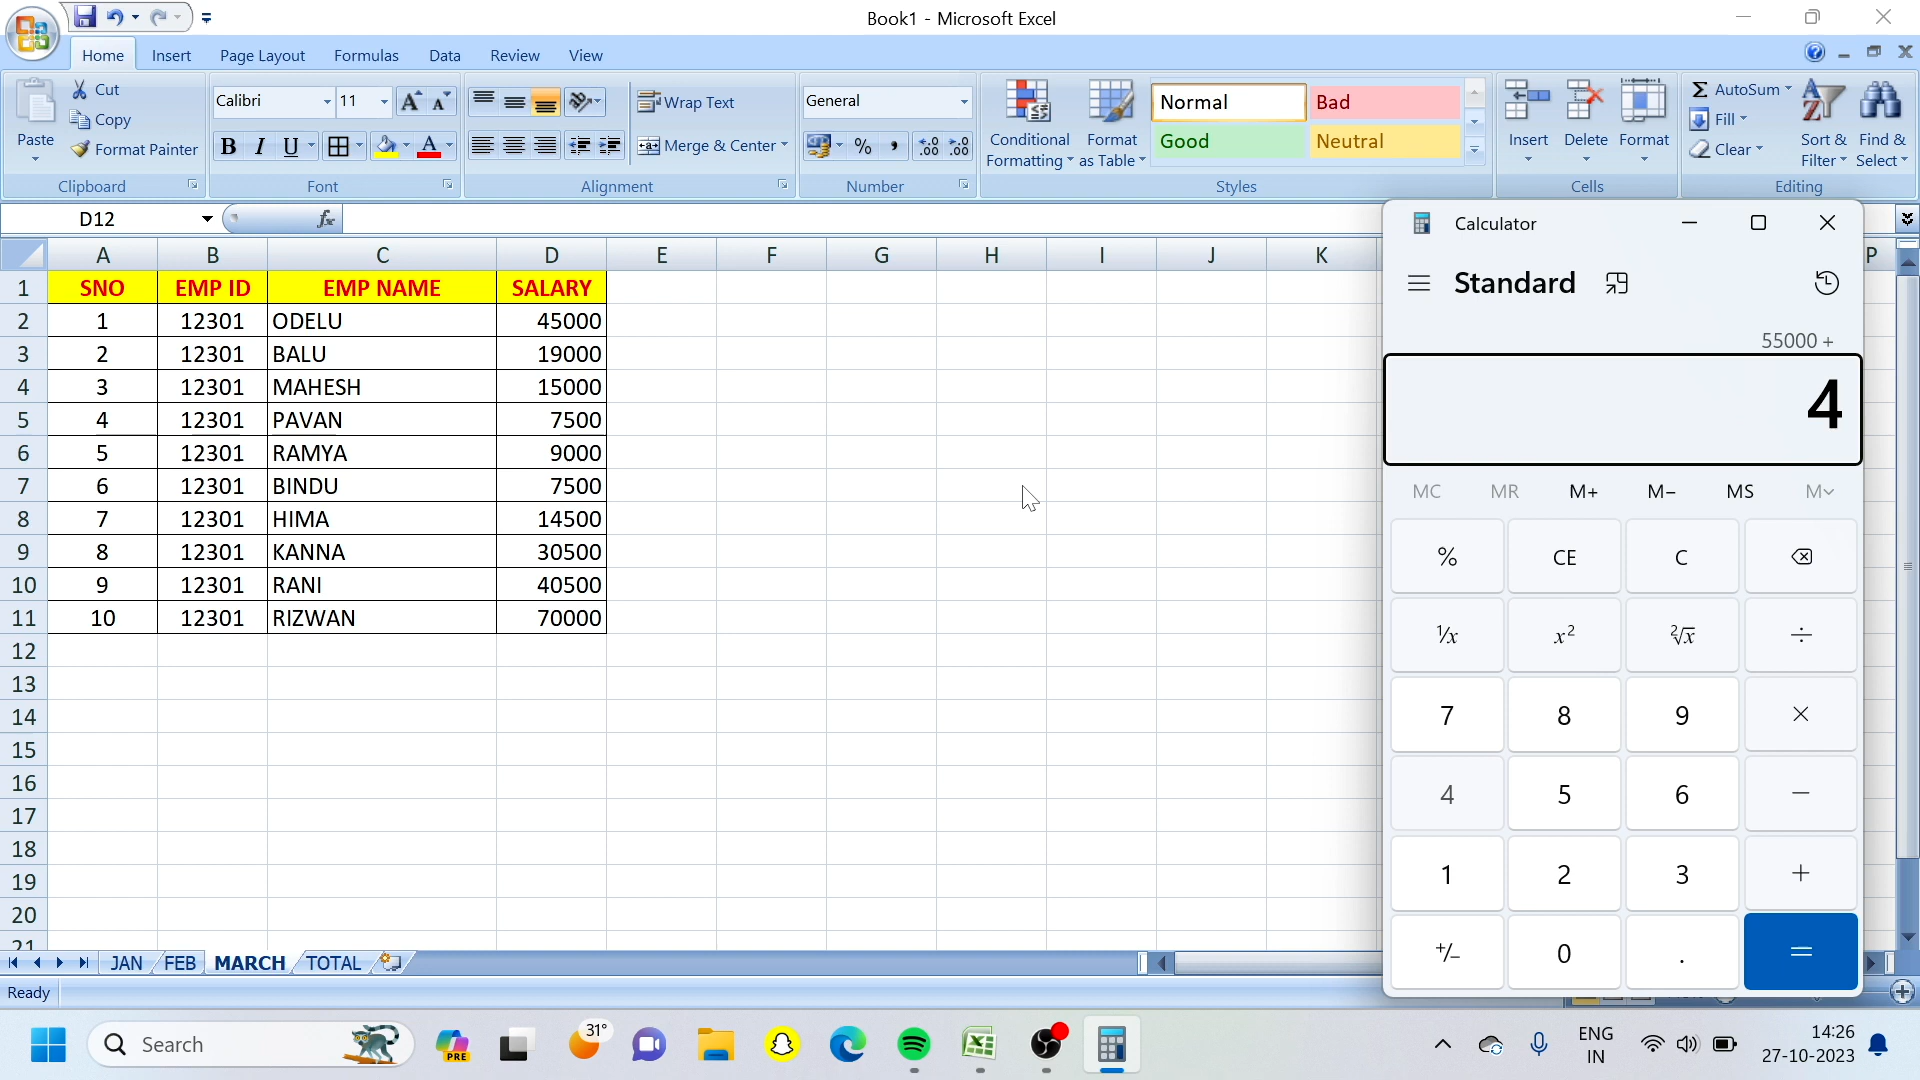 Book1 - Microsoft Excel
Home Insert Page Layout Formulas Data Review View
Paste
Cut
Copy
Format Painter
Clipboard
Calibri 11
B I U A
Font
Wrap Text
Merge & Center
Alignment
General
% ,
Number
Conditional Formatting
Format as Table
Normal Bad
Good Neutral
Styles
Insert Delete Format
Cells
Σ AutoSum
Fill
Clear
Sort & Filter
Find & Select
Editing
D12 fx
A B C D E F G H I J K P
1 SNO EMP ID EMP NAME SALARY
2 1 12301 ODELU 45000
3 2 12301 BALU 19000
4 3 12301 MAHESH 15000
5 4 12301 PAVAN 7500
6 5 12301 RAMYA 9000
7 6 12301 BINDU 7500
8 7 12301 HIMA 14500
9 8 12301 KANNA 30500
10 9 12301 RANI 40500
11 10 12301 RIZWAN 70000
12
13
14
15
16
17
18
19
20
21
JAN FEB MARCH TOTAL
Ready
Calculator
Standard
55000 +
4
MC MR M+ M− MS M
% CE C
¹/x x² ²√x ÷
7 8 9 ×
4 5 6 −
1 2 3 +
+/− 0 . =
Search
PRE
31°
ENG
IN
14:26
27-10-2023